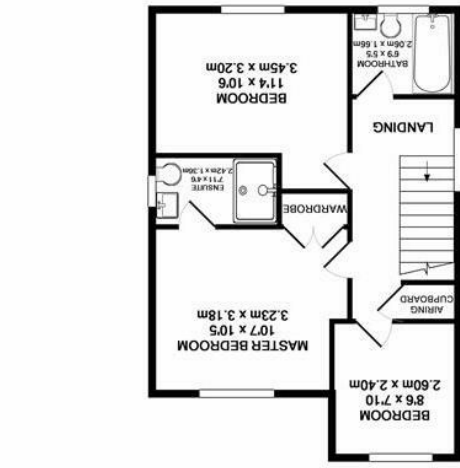 BEDROOM
8'6 x 7'10
2.60m x 2.40m
MASTER BEDROOM
10'7 x 10'5
3.23m x 3.18m
AIRING
CUPBOARD
WARDROBE
ENSUITE
7'11 x 4'6
2.42m x 1.38m
LANDING
BEDROOM
11'4 x 10'6
3.45m x 3.20m
BATHROOM
6'9 x 5'5
2.06m x 1.66m